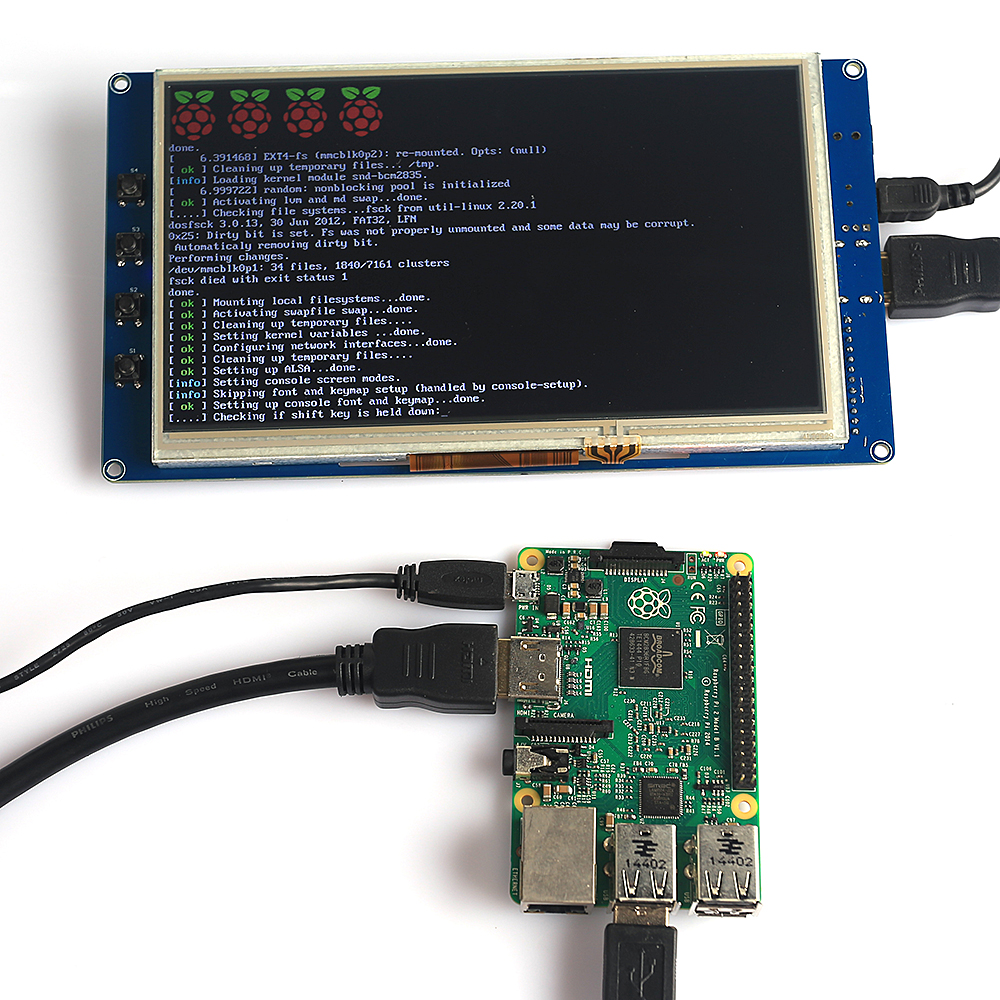 done.
[    6.391468] EXT4-fs (mmcblk0p2): re-mounted. Opts: (null)
[ ok ] Cleaning up temporary files... /tmp.
[info] Loading kernel module snd-bcm2835.
[    6.999722] random: nonblocking pool is initialized
[ ok ] Activating lvm and md swap...done.
[....] Checking file systems...fsck from util-linux 2.20.1
dosfsck 3.0.13, 30 Jun 2012, FAT32, LFN
0x25: Dirty bit is set. Fs was not properly unmounted and some data may be corrupt.
Automaticaly removing dirty bit.
Performing changes.
/dev/mmcblk0p1: 34 files, 1840/7161 clusters
fsck died with exit status 1
done.
[ ok ] Mounting local filesystems...done.
[ ok ] Activating swapfile swap...done.
[ ok ] Cleaning up temporary files....
[ ok ] Setting kernel variables ...done.
[ ok ] Configuring network interfaces...done.
[ ok ] Cleaning up temporary files....
[ ok ] Setting up ALSA...done.
[info] Setting console screen modes.
[info] Skipping font and keymap setup (handled by console-setup).
[ ok ] Setting up console font and keymap...done.
[....] Checking if shift key is held down:_
S4
S3
S2
S1
Made in P.R.C
DISPLAY
RUN
ACT PWR
PWR IN
BROADCOM
HDMI
HDMI
CAMERA
Raspberry Pi 2 Model B V1.1
© Raspberry Pi 2014
ETHERNET
14402
14402
PHILIPS High Speed HDMI Cable